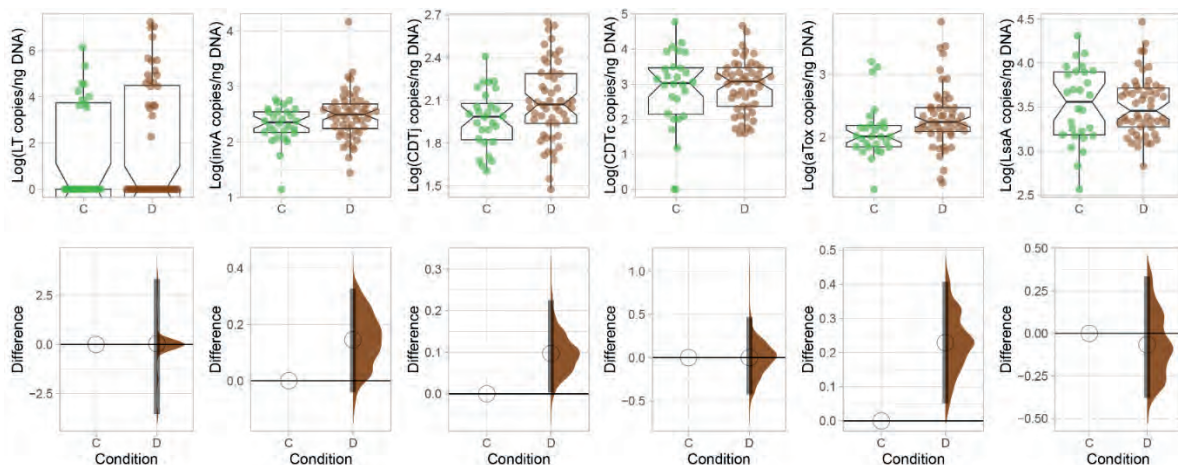 Log(LT copies/ng DNA)
6
4
2
0
C
D
Log(invA copies/ng DNA)
4
3
2
1
C
D
Log(CDTj copies/ng DNA)
2.7
2.4
2.1
1.8
1.5
C
D
Log(CDTc copies/ng DNA)
5
4
3
2
1
0
C
D
Log(aTox copies/ng DNA)
3
2
C
D
Log(LsaA copies/ng DNA)
4.5
4.0
3.5
3.0
2.5
C
D
Difference
2.5
0.0
−2.5
C
D
Condition
Difference
0.4
0.2
0.0
C
D
Condition
Difference
0.3
0.2
0.1
0.0
C
D
Condition
Difference
1.0
0.5
0.0
−0.5
C
D
Condition
Difference
0.5
0.4
0.3
0.2
0.1
0.0
C
D
Condition
Difference
0.50
0.25
0.00
−0.25
−0.50
C
D
Condition